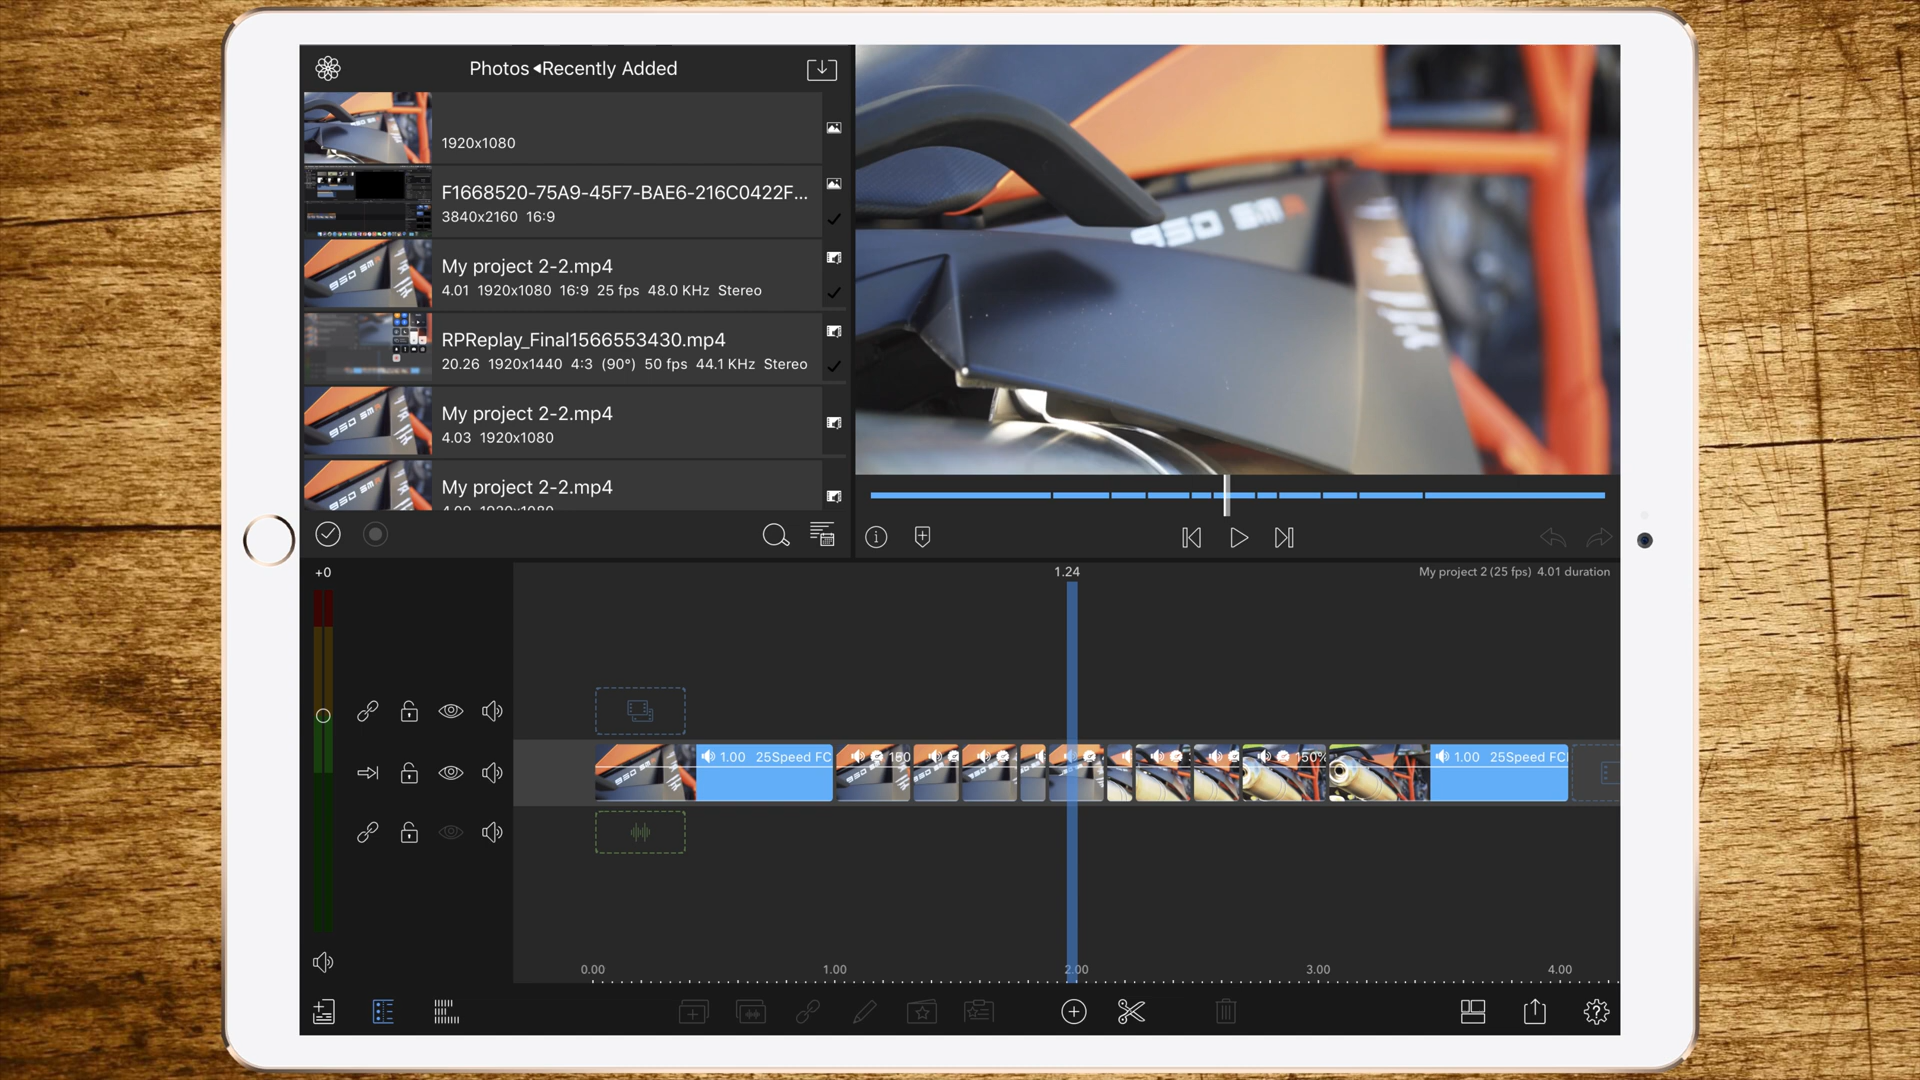 Photos ◂Recently Added
1920x1080
F1668520-75A9-45F7-BAE6-216C0422F...
3840x2160 16:9
My project 2-2.mp4
4.01 1920x1080 16:9 25 fps 48.0 KHz Stereo
RPReplay_Final1566553430.mp4
20.26 1920x1440 4:3 (90°) 50 fps 44.1 KHz Stereo
My project 2-2.mp4
4.03 1920x1080
My project 2-2.mp4
950 SM
+0
1.24
My project 2 (25 fps) 4.01 duration
1.00 25Speed FC
150%
1.00 25Speed FC
0.00 1.00 2.00 3.00 4.00